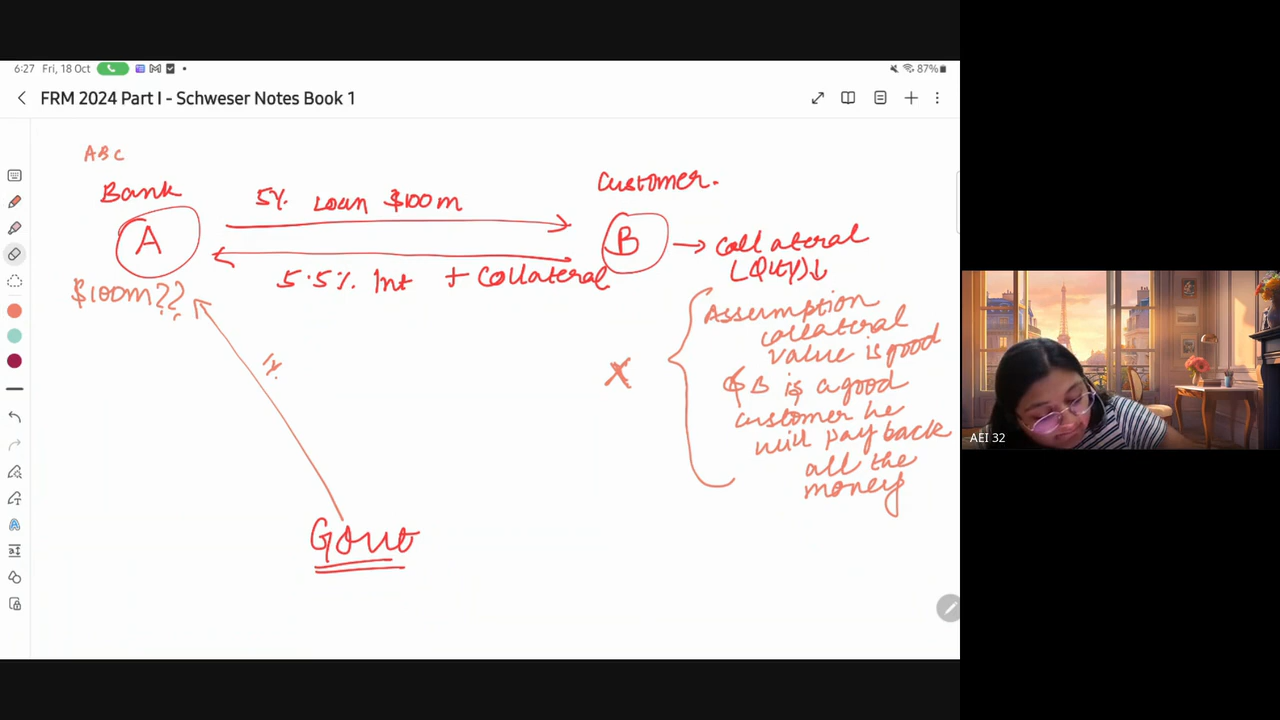 6:27 Fri, 18 Oct
87%
FRM 2024 Part I - Schweser Notes Book 1
ABC
Bank
Customer.
5% Loan $100m
A
B → Collateral
(Qlty)↓
5.5% Int + Collateral
$100m??
Assumption
collateral
value is good
B is a good
customer he
will pay back
all the
money
X
1%
Govt
AEI 32